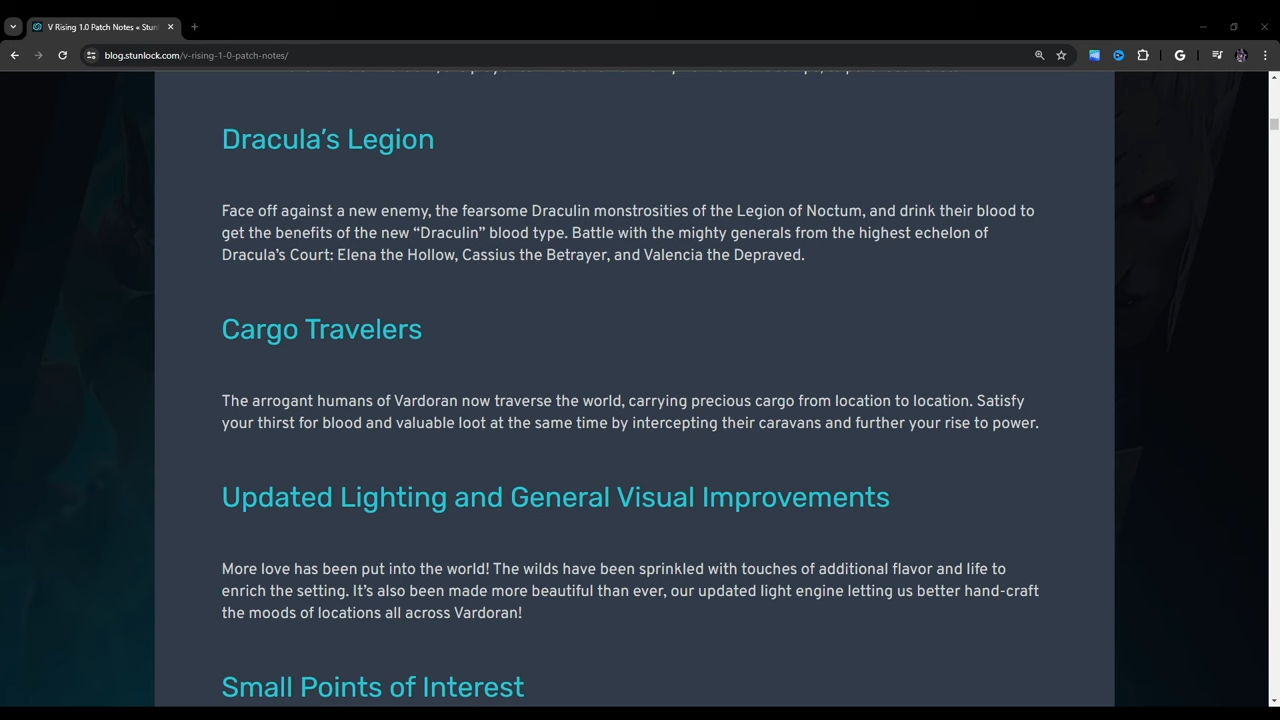 V Rising 1.0 Patch Notes « Stun
blog.stunlock.com/v-rising-1-0-patch-notes/
Dracula’s Legion
Face off against a new enemy, the fearsome Draculin monstrosities of the Legion of Noctum, and drink their blood to
get the benefits of the new “Draculin” blood type. Battle with the mighty generals from the highest echelon of
Dracula’s Court: Elena the Hollow, Cassius the Betrayer, and Valencia the Depraved.
Cargo Travelers
The arrogant humans of Vardoran now traverse the world, carrying precious cargo from location to location. Satisfy
your thirst for blood and valuable loot at the same time by intercepting their caravans and further your rise to power.
Updated Lighting and General Visual Improvements
More love has been put into the world! The wilds have been sprinkled with touches of additional flavor and life to
enrich the setting. It’s also been made more beautiful than ever, our updated light engine letting us better hand-craft
the moods of locations all across Vardoran!
Small Points of Interest